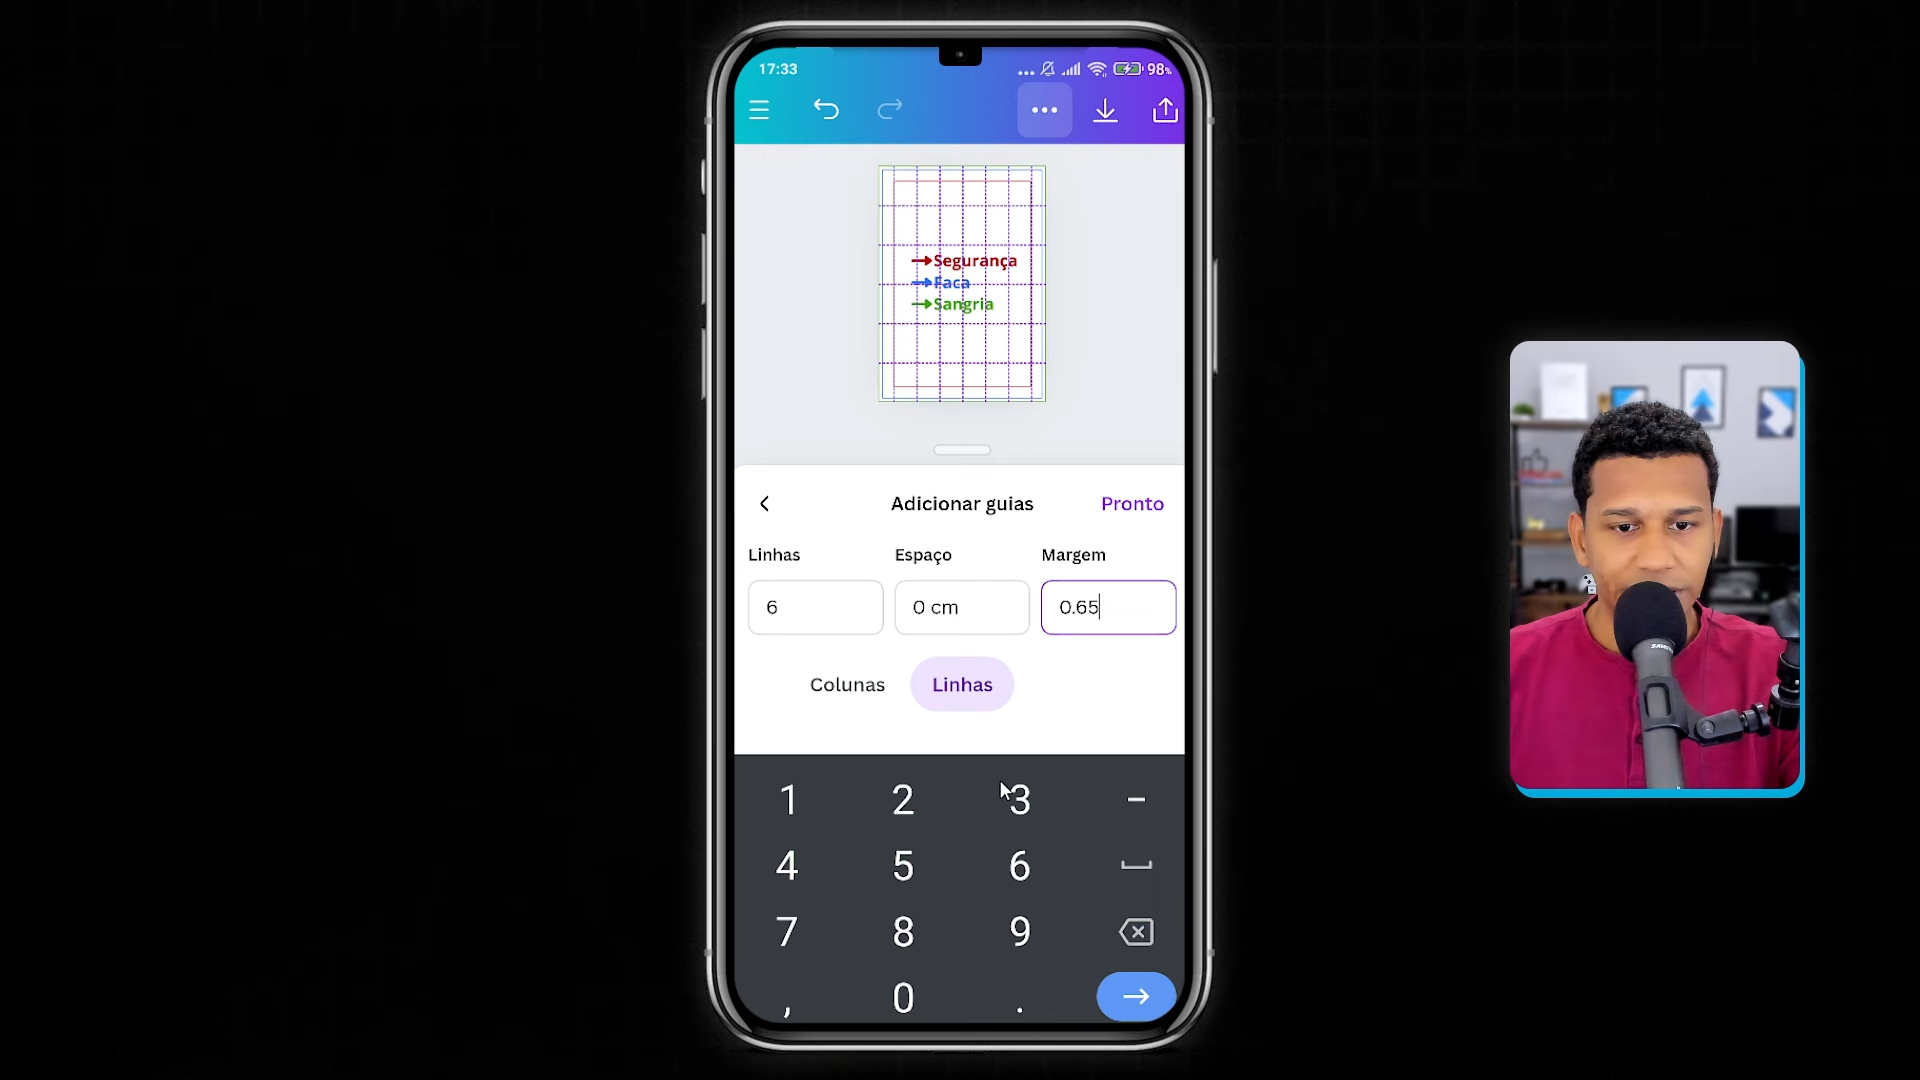 17:33
98%
Segurança
Faca
Sangria
Adicionar guias
Pronto
Linhas
Espaço
Margem
6
0 cm
0.65
Colunas
Linhas
1 2 3 –
4 5 6
7 8 9
, 0 .
SAMSON